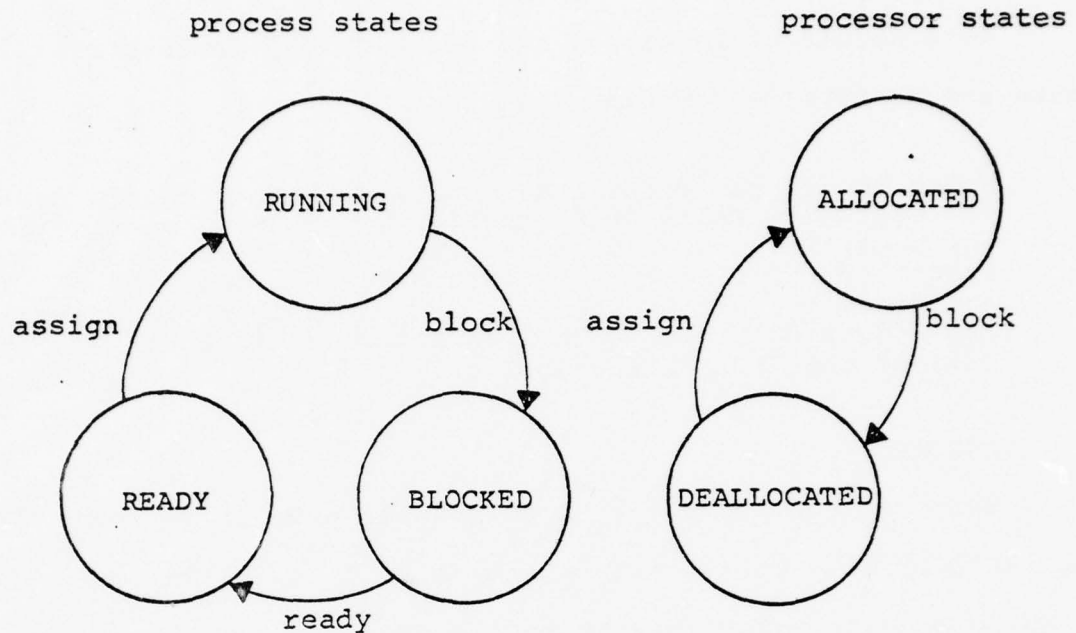 process states
processor states
RUNNING
ALLOCATED
assign
block
assign
block
READY
BLOCKED
DEALLOCATED
ready